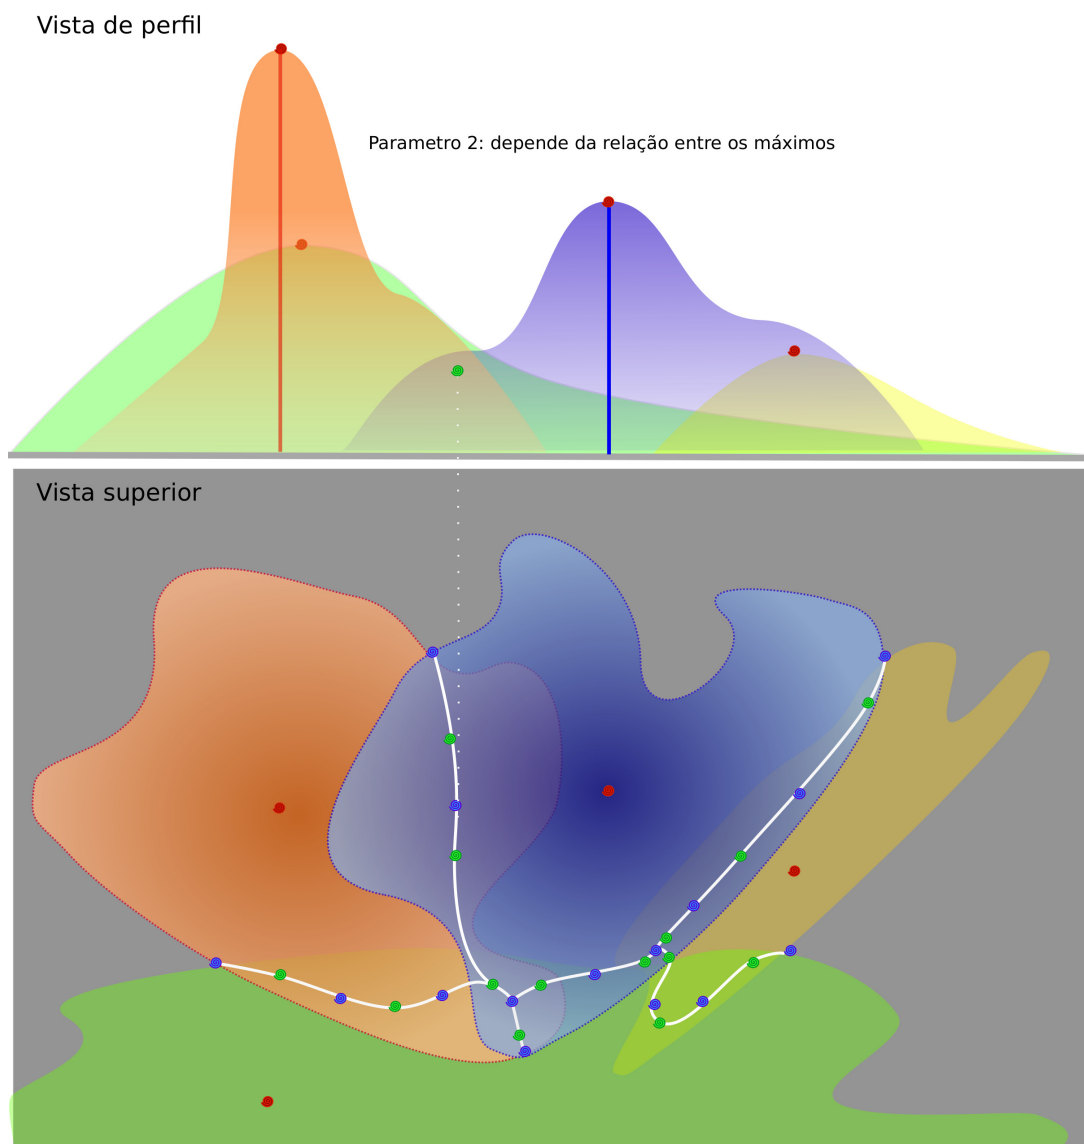 Vista de perfil
Parametro 2: depende da relação entre os máximos
Vista superior